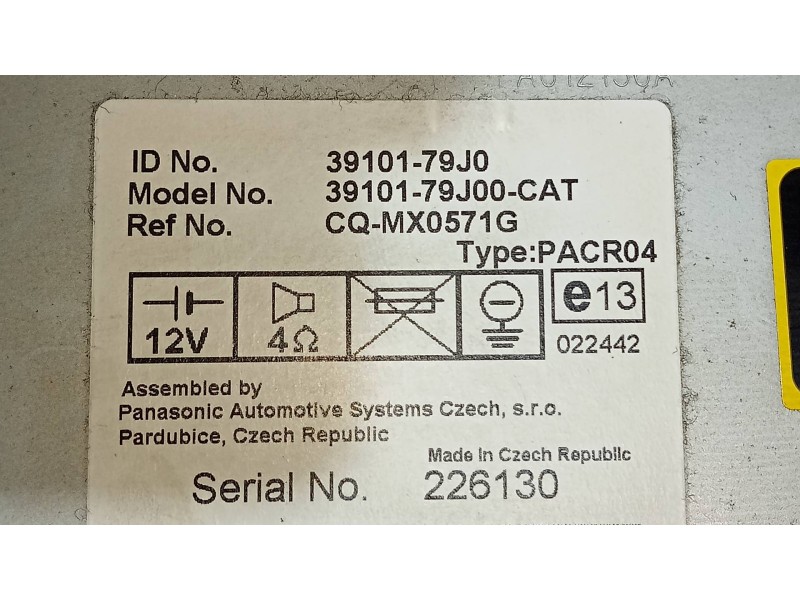 ID No. 39101-79J0
Model No. 39101-79J00-CAT
Ref No. CQ-MX0571G
Type:PACR04
12V 4Ω e13
022442
Assembled by
Panasonic Automotive Systems Czech, s.r.o.
Pardubice, Czech Republic
Made in Czech Republic
Serial No. 226130